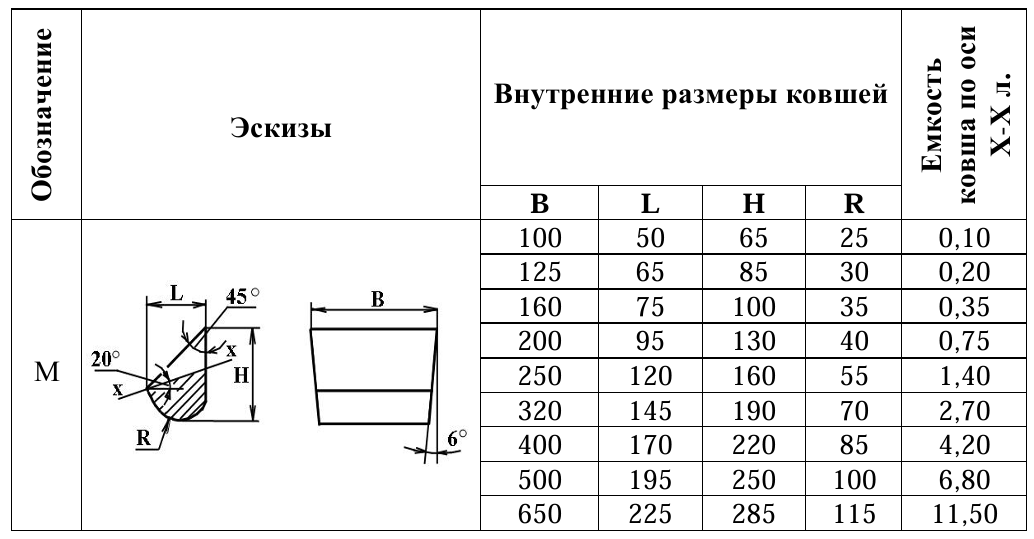 Обозначение
Эскизы
Внутренние размеры ковшей
Емкость
ковша по оси
X-X л.
B L H R
М
L
45°
20°
x
x
H
R
B
6°
100 50 65 25 0,10
125 65 85 30 0,20
160 75 100 35 0,35
200 95 130 40 0,75
250 120 160 55 1,40
320 145 190 70 2,70
400 170 220 85 4,20
500 195 250 100 6,80
650 225 285 115 11,50